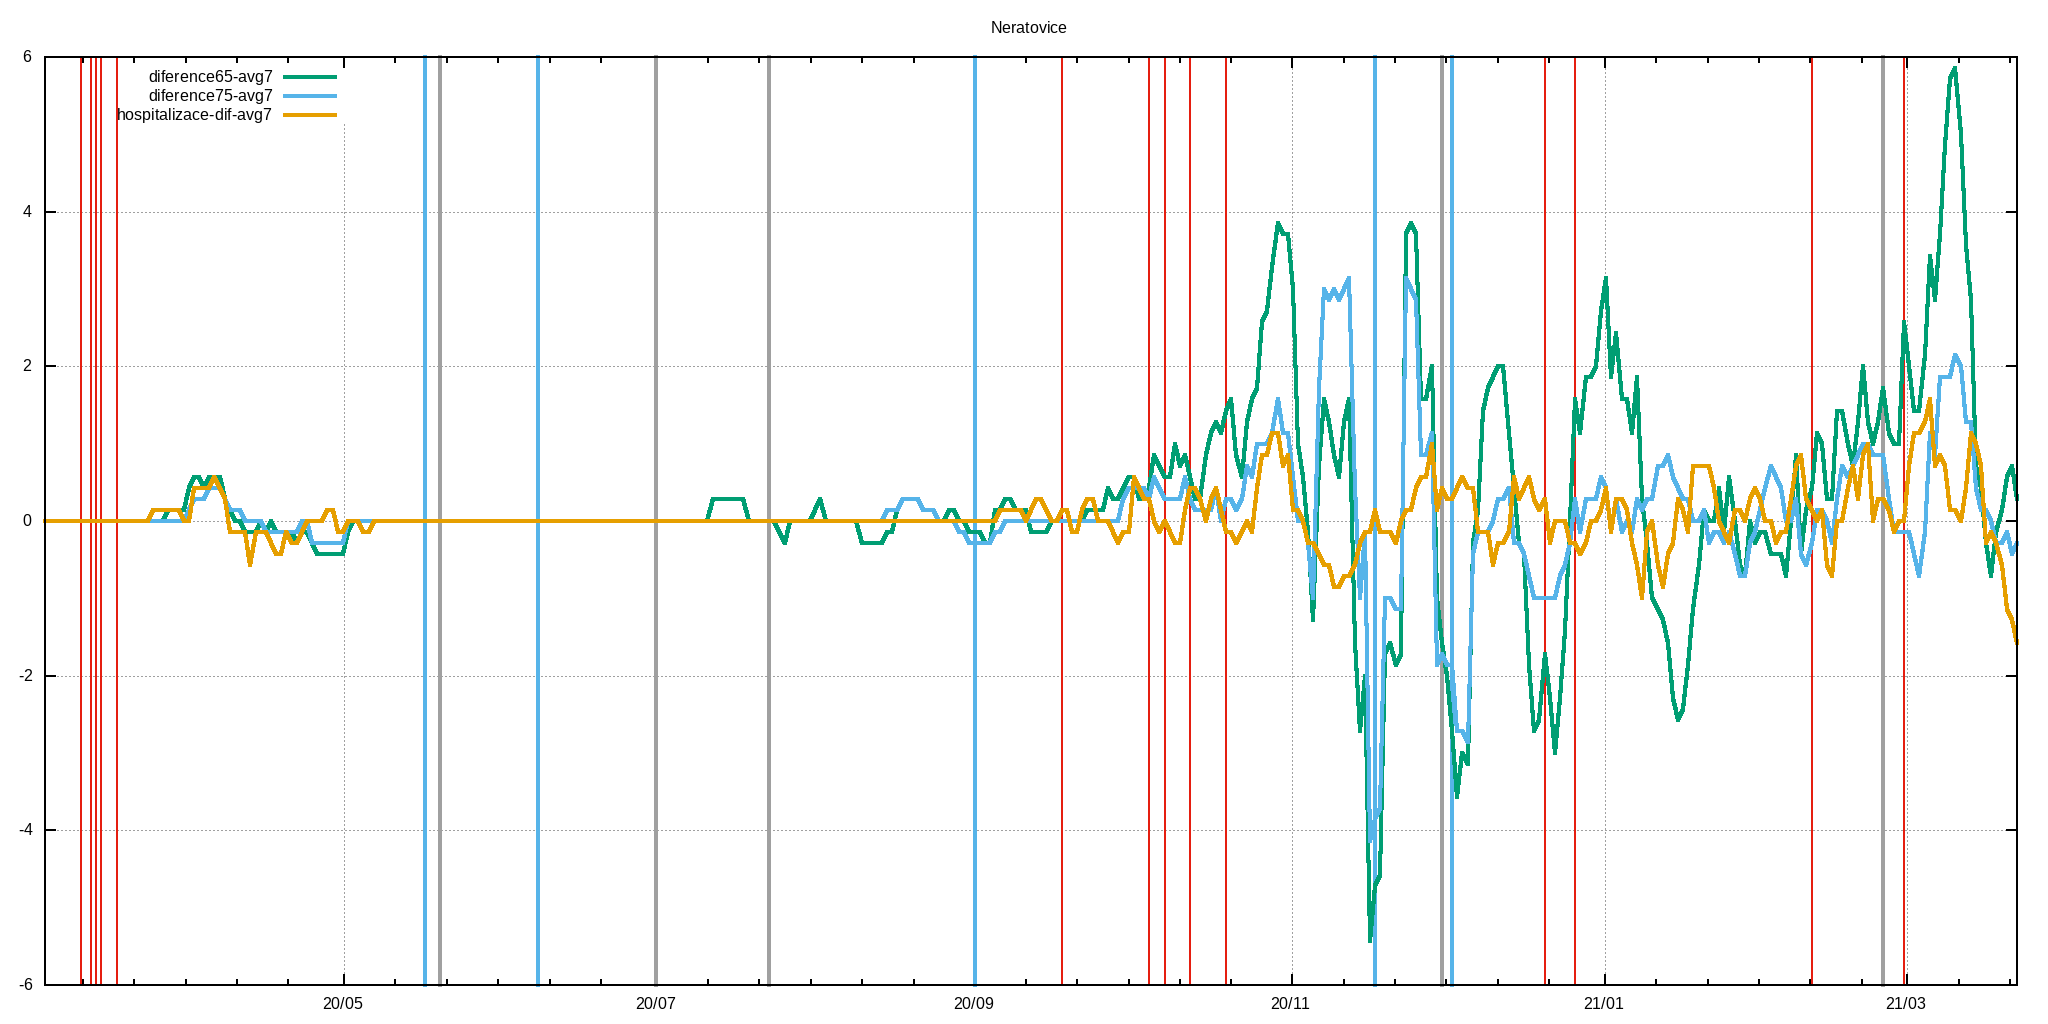 Neratovice
diference65-avg7
diference75-avg7
hospitalizace-dif-avg7
6
4
2
0
-2
-4
-6
20/05 20/07 20/09 20/11 21/01 21/03